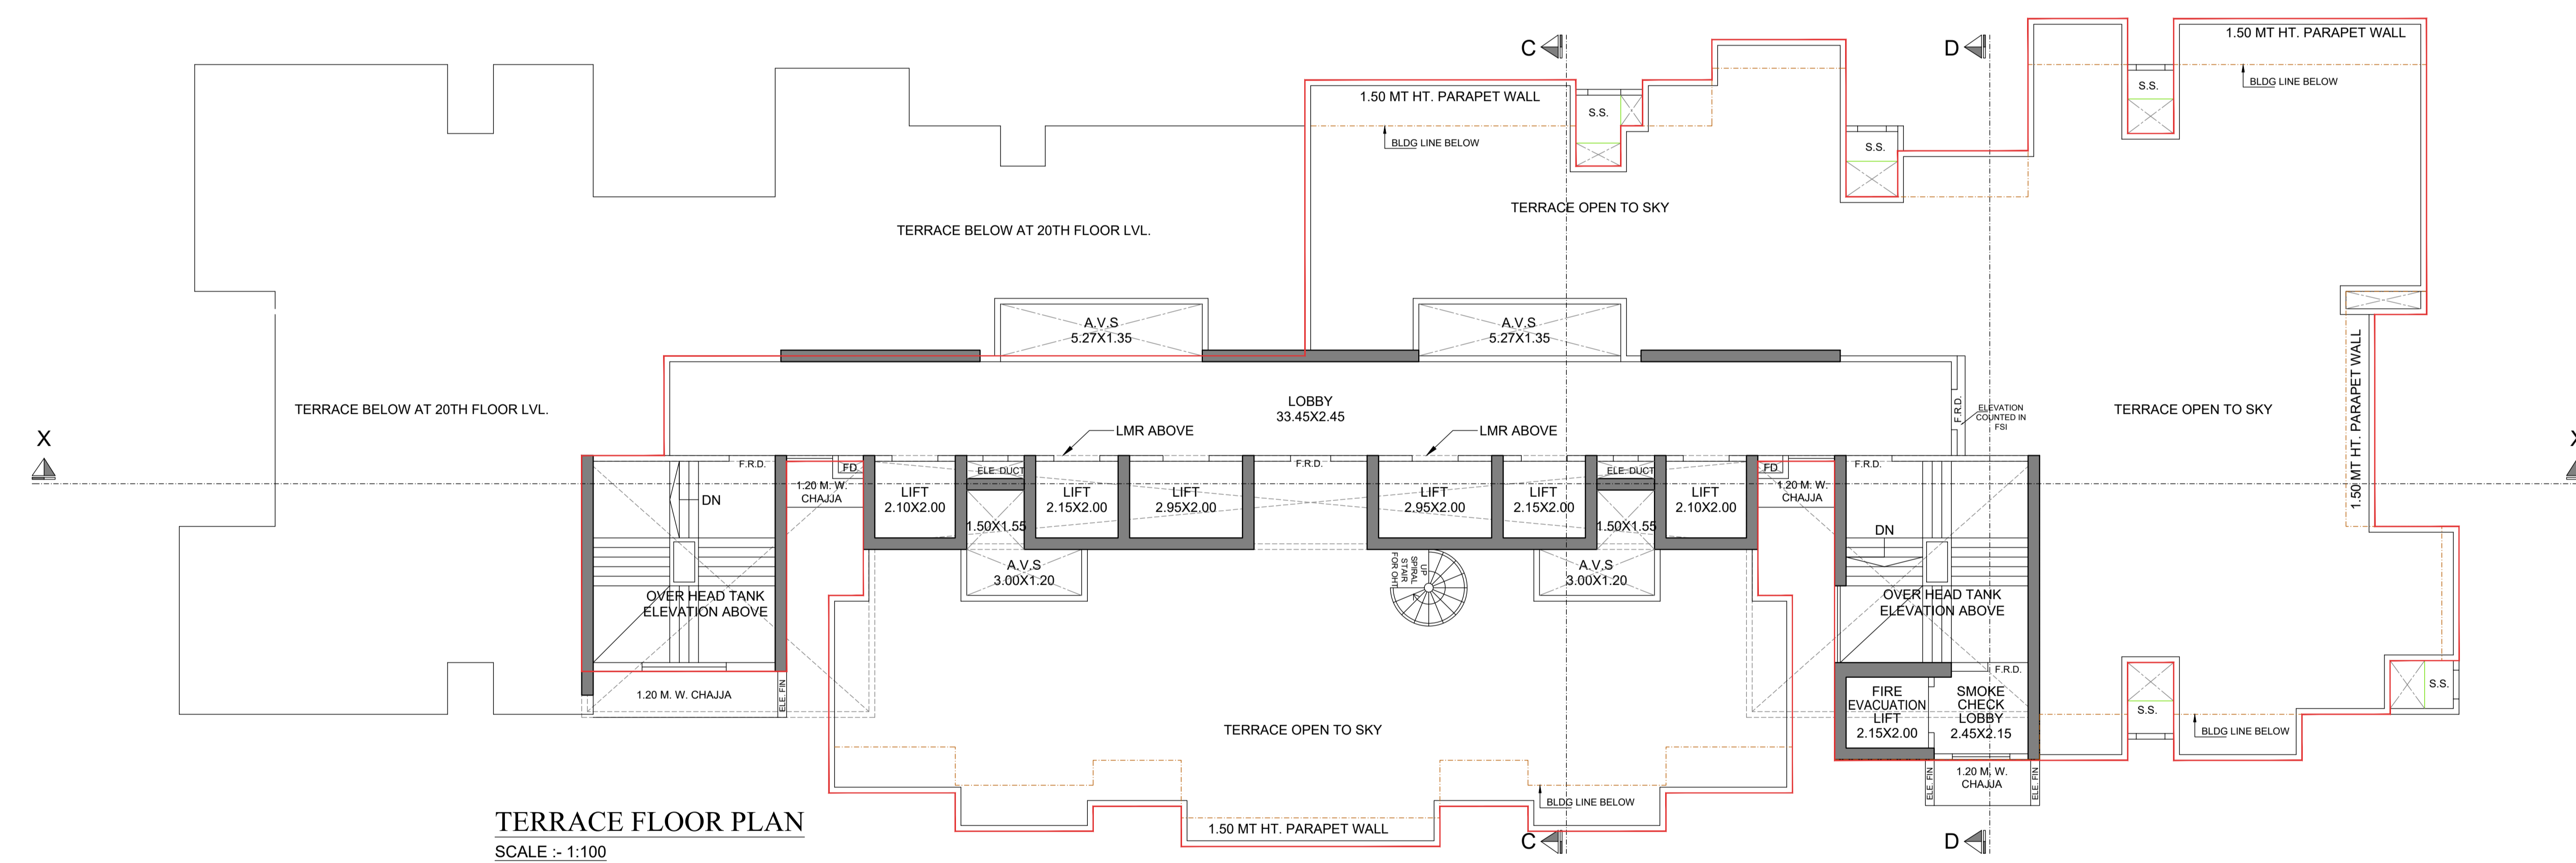 C
D
1.50 MT HT. PARAPET WALL
BLDG LINE BELOW
S.S.
1.50 MT HT. PARAPET WALL
S.S.
BLDG LINE BELOW
S.S.
TERRACE OPEN TO SKY
TERRACE BELOW AT 20TH FLOOR LVL.
A.V.S
5.27X1.35
A.V.S
5.27X1.35
1.50 MT HT. PARAPET WALL
TERRACE BELOW AT 20TH FLOOR LVL.
LOBBY
33.45X2.45
F.R.D.
ELEVATION
COUNTED IN
FSI
TERRACE OPEN TO SKY
X
LMR ABOVE
LMR ABOVE
F.R.D.
FD
ELE. DUCT
F.R.D.
ELE. DUCT
FD
F.R.D.
1.20 M. W.
CHAJJA
LIFT
2.10X2.00
LIFT
2.15X2.00
LIFT
2.95X2.00
LIFT
2.95X2.00
LIFT
2.15X2.00
LIFT
2.10X2.00
1.20 M. W.
CHAJJA
DN
1.50X1.55
1.50X1.55
DN
A.V.S
3.00X1.20
UP
SPIRAL
STAIR
FOR OHT
A.V.S
3.00X1.20
OVER HEAD TANK
ELEVATION ABOVE
OVER HEAD TANK
ELEVATION ABOVE
F.R.D.
1.20 M. W. CHAJJA
ELE. FIN
FIRE
EVACUATION
LIFT
2.15X2.00
SMOKE
CHECK
LOBBY
2.45X2.15
S.S.
S.S.
BLDG LINE BELOW
TERRACE OPEN TO SKY
ELE. FIN
1.20 M. W.
CHAJJA
ELE. FIN
BLDG LINE BELOW
1.50 MT HT. PARAPET WALL
C
D
TERRACE FLOOR PLAN
SCALE :- 1:100